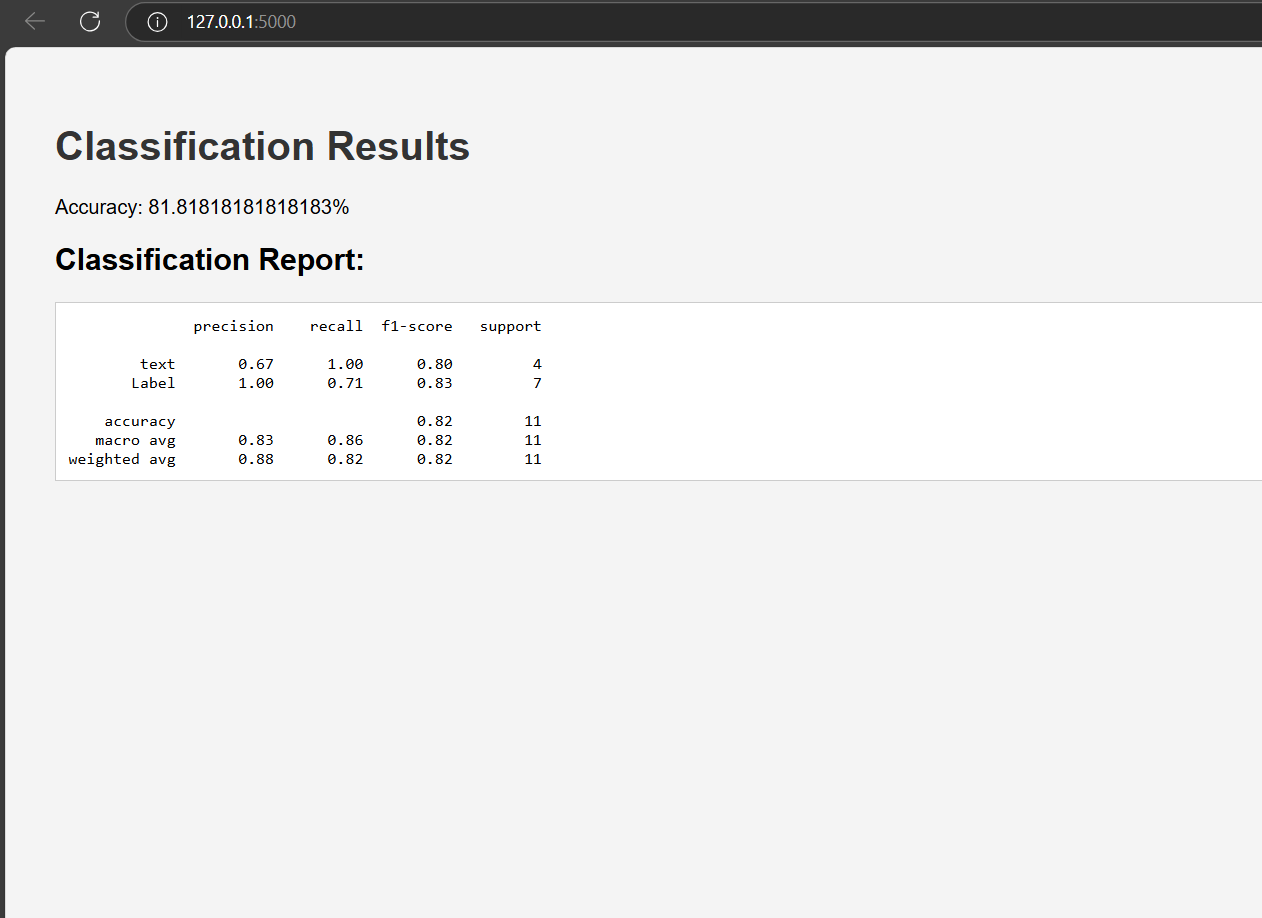 127.0.0.1:5000
Classification Results
Accuracy: 81.81818181818183%
Classification Report:
precision recall f1-score support
text 0.67 1.00 0.80 4
Label 1.00 0.71 0.83 7
accuracy 0.82 11
macro avg 0.83 0.86 0.82 11
weighted avg 0.88 0.82 0.82 11